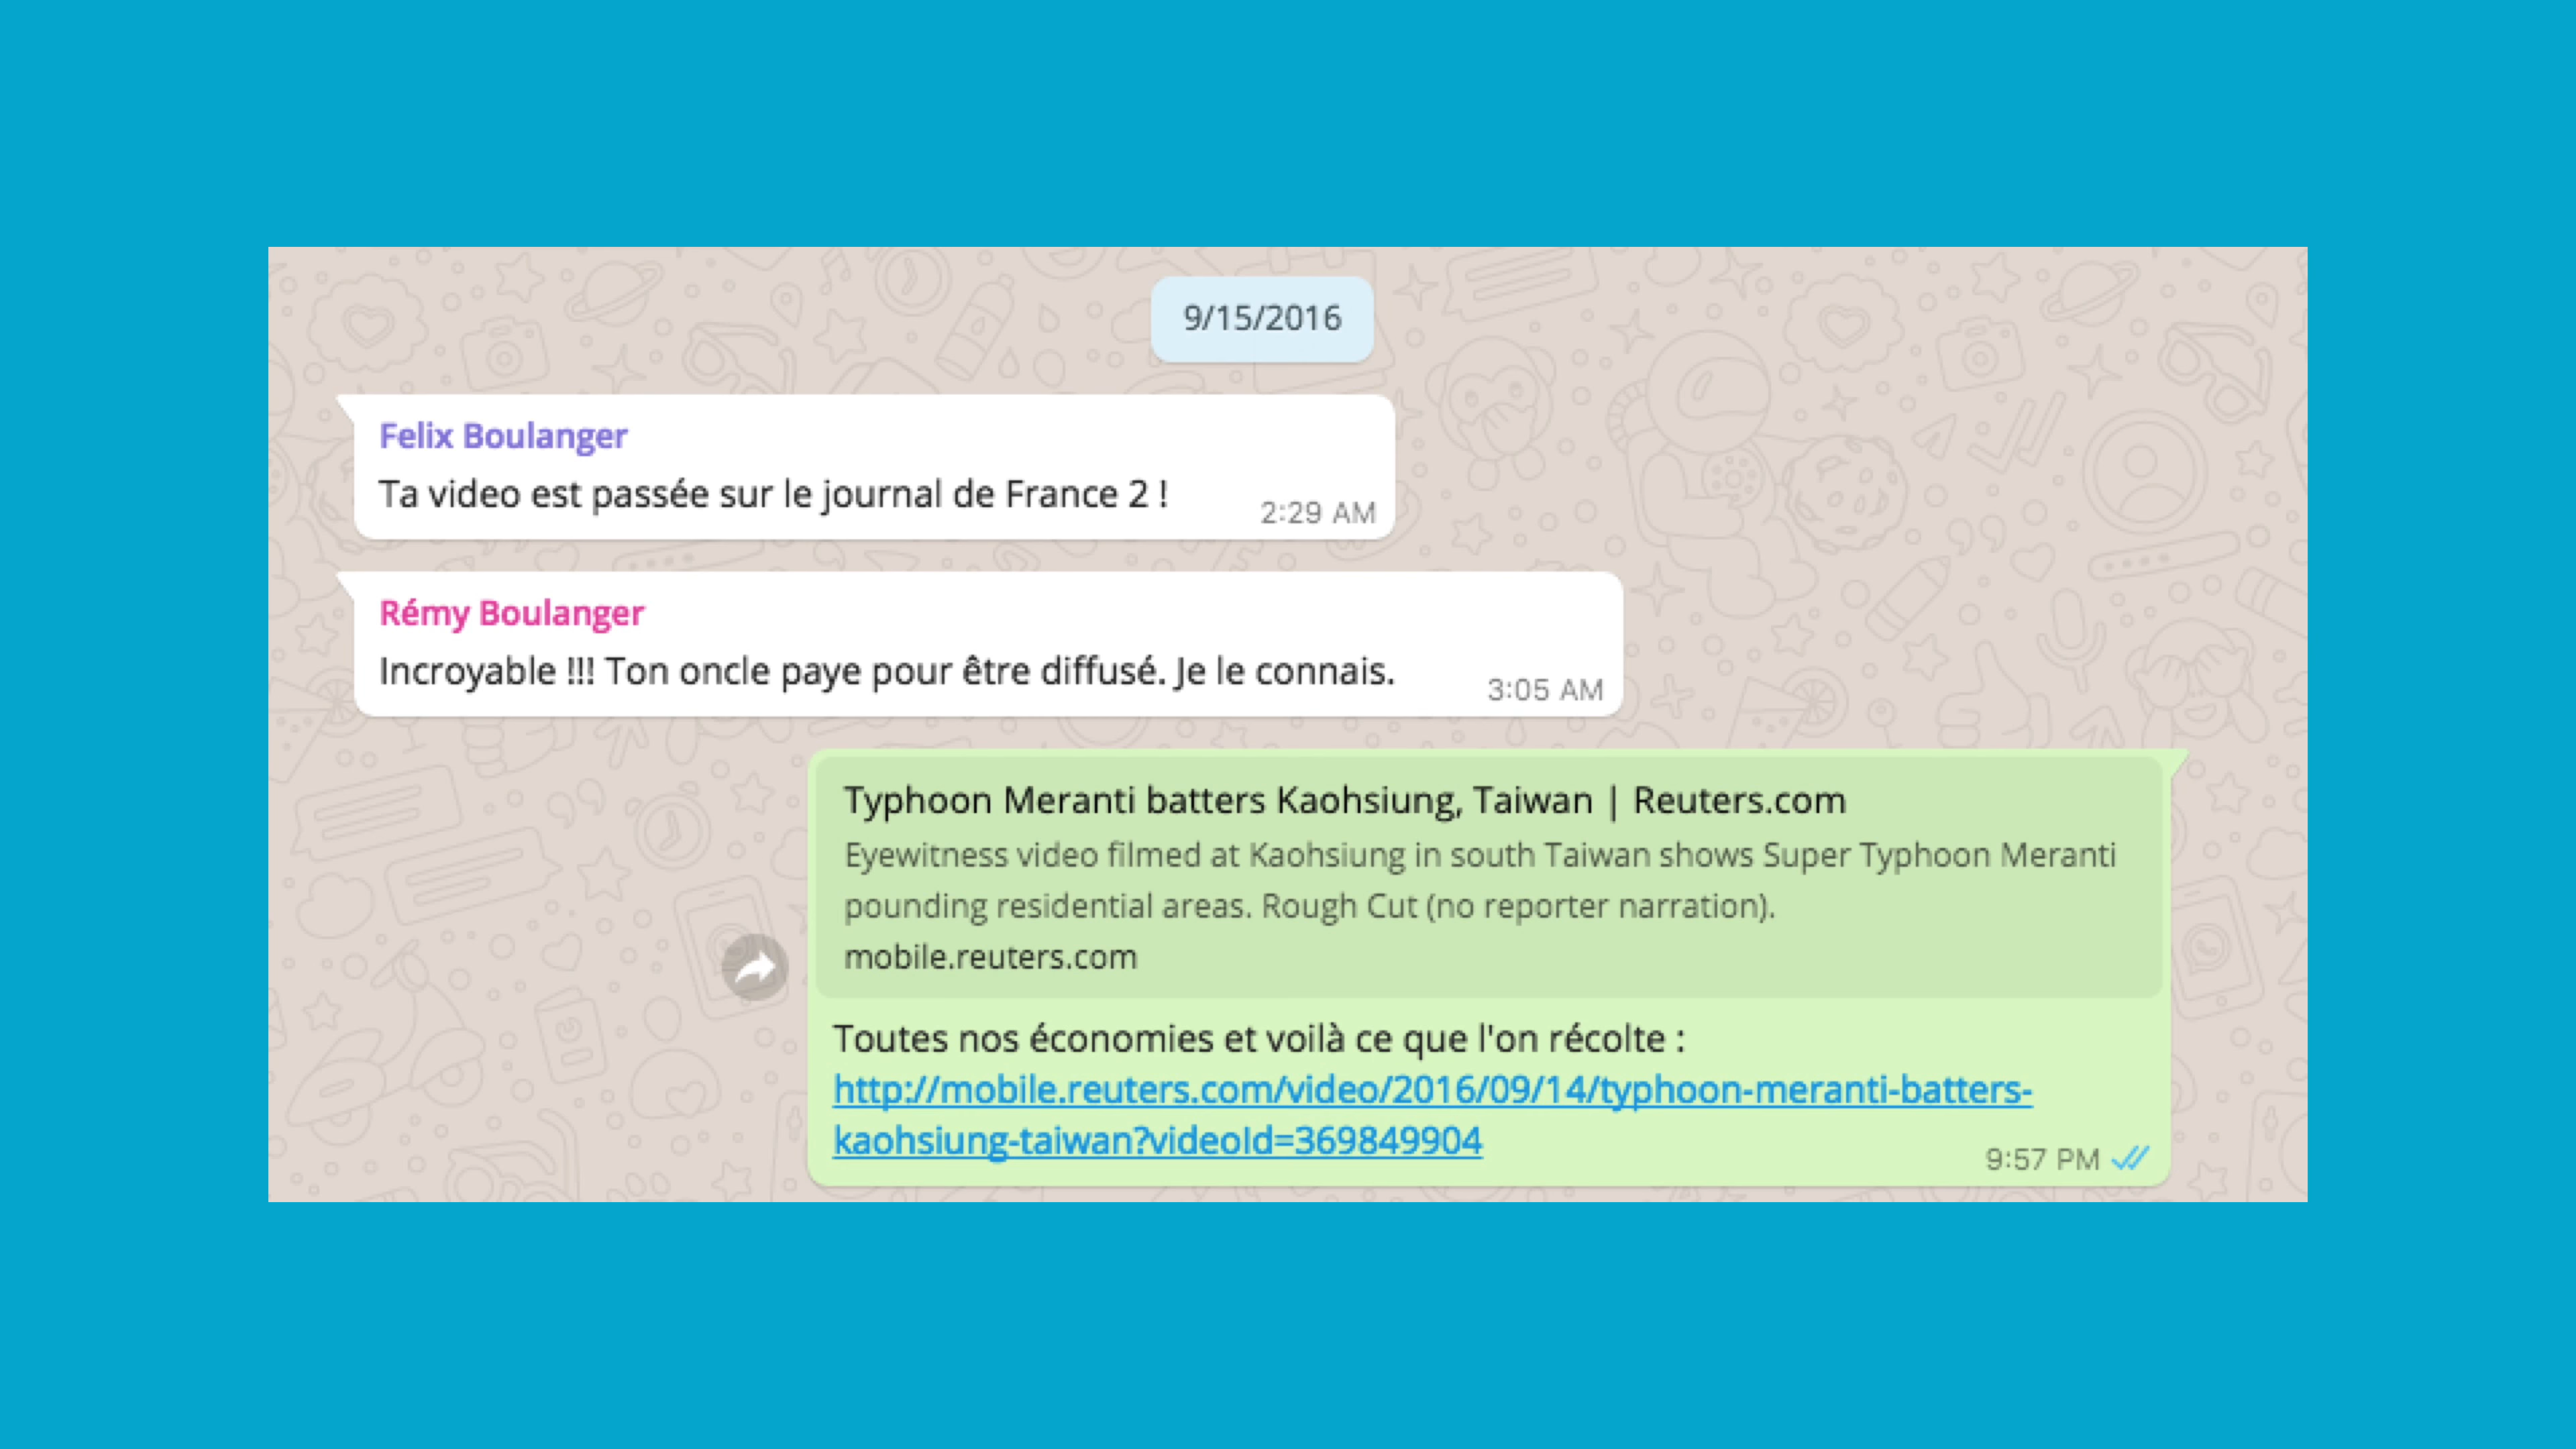 9/15/2016
Felix Boulanger
Ta video est passée sur le journal de France 2 !
2:29 AM
Rémy Boulanger
Incroyable !!! Ton oncle paye pour être diffusé. Je le connais.
3:05 AM
Typhoon Meranti batters Kaohsiung, Taiwan | Reuters.com
Eyewitness video filmed at Kaohsiung in south Taiwan shows Super Typhoon Meranti
pounding residential areas. Rough Cut (no reporter narration).
mobile.reuters.com
Toutes nos économies et voilà ce que l'on récolte :
http://mobile.reuters.com/video/2016/09/14/typhoon-meranti-batters-
kaohsiung-taiwan?videoId=369849904
9:57 PM